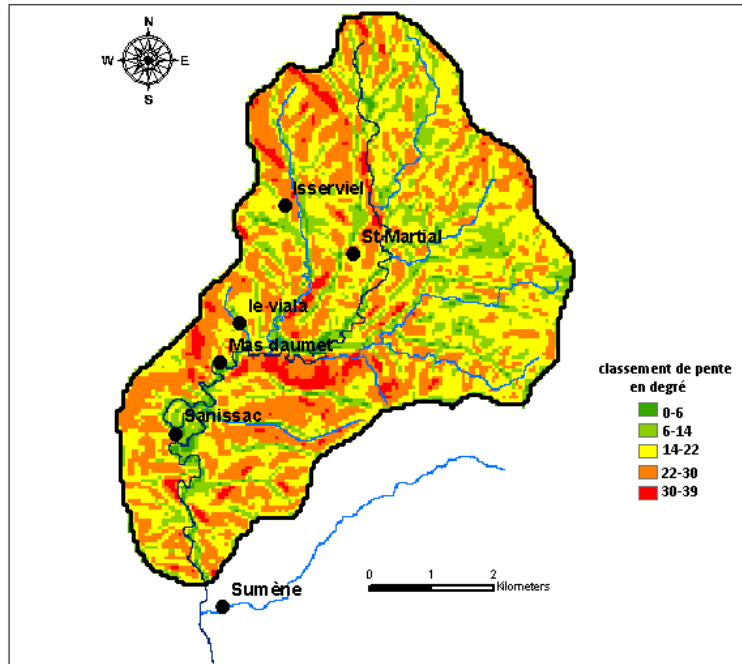 N
W
E
S
Isserviel
St Martial
le viala
Mas daumet
Sanissac
classement de pente
en degré
0-6
6-14
14-22
22-30
30-39
0 1 2
Kilometers
Sumène